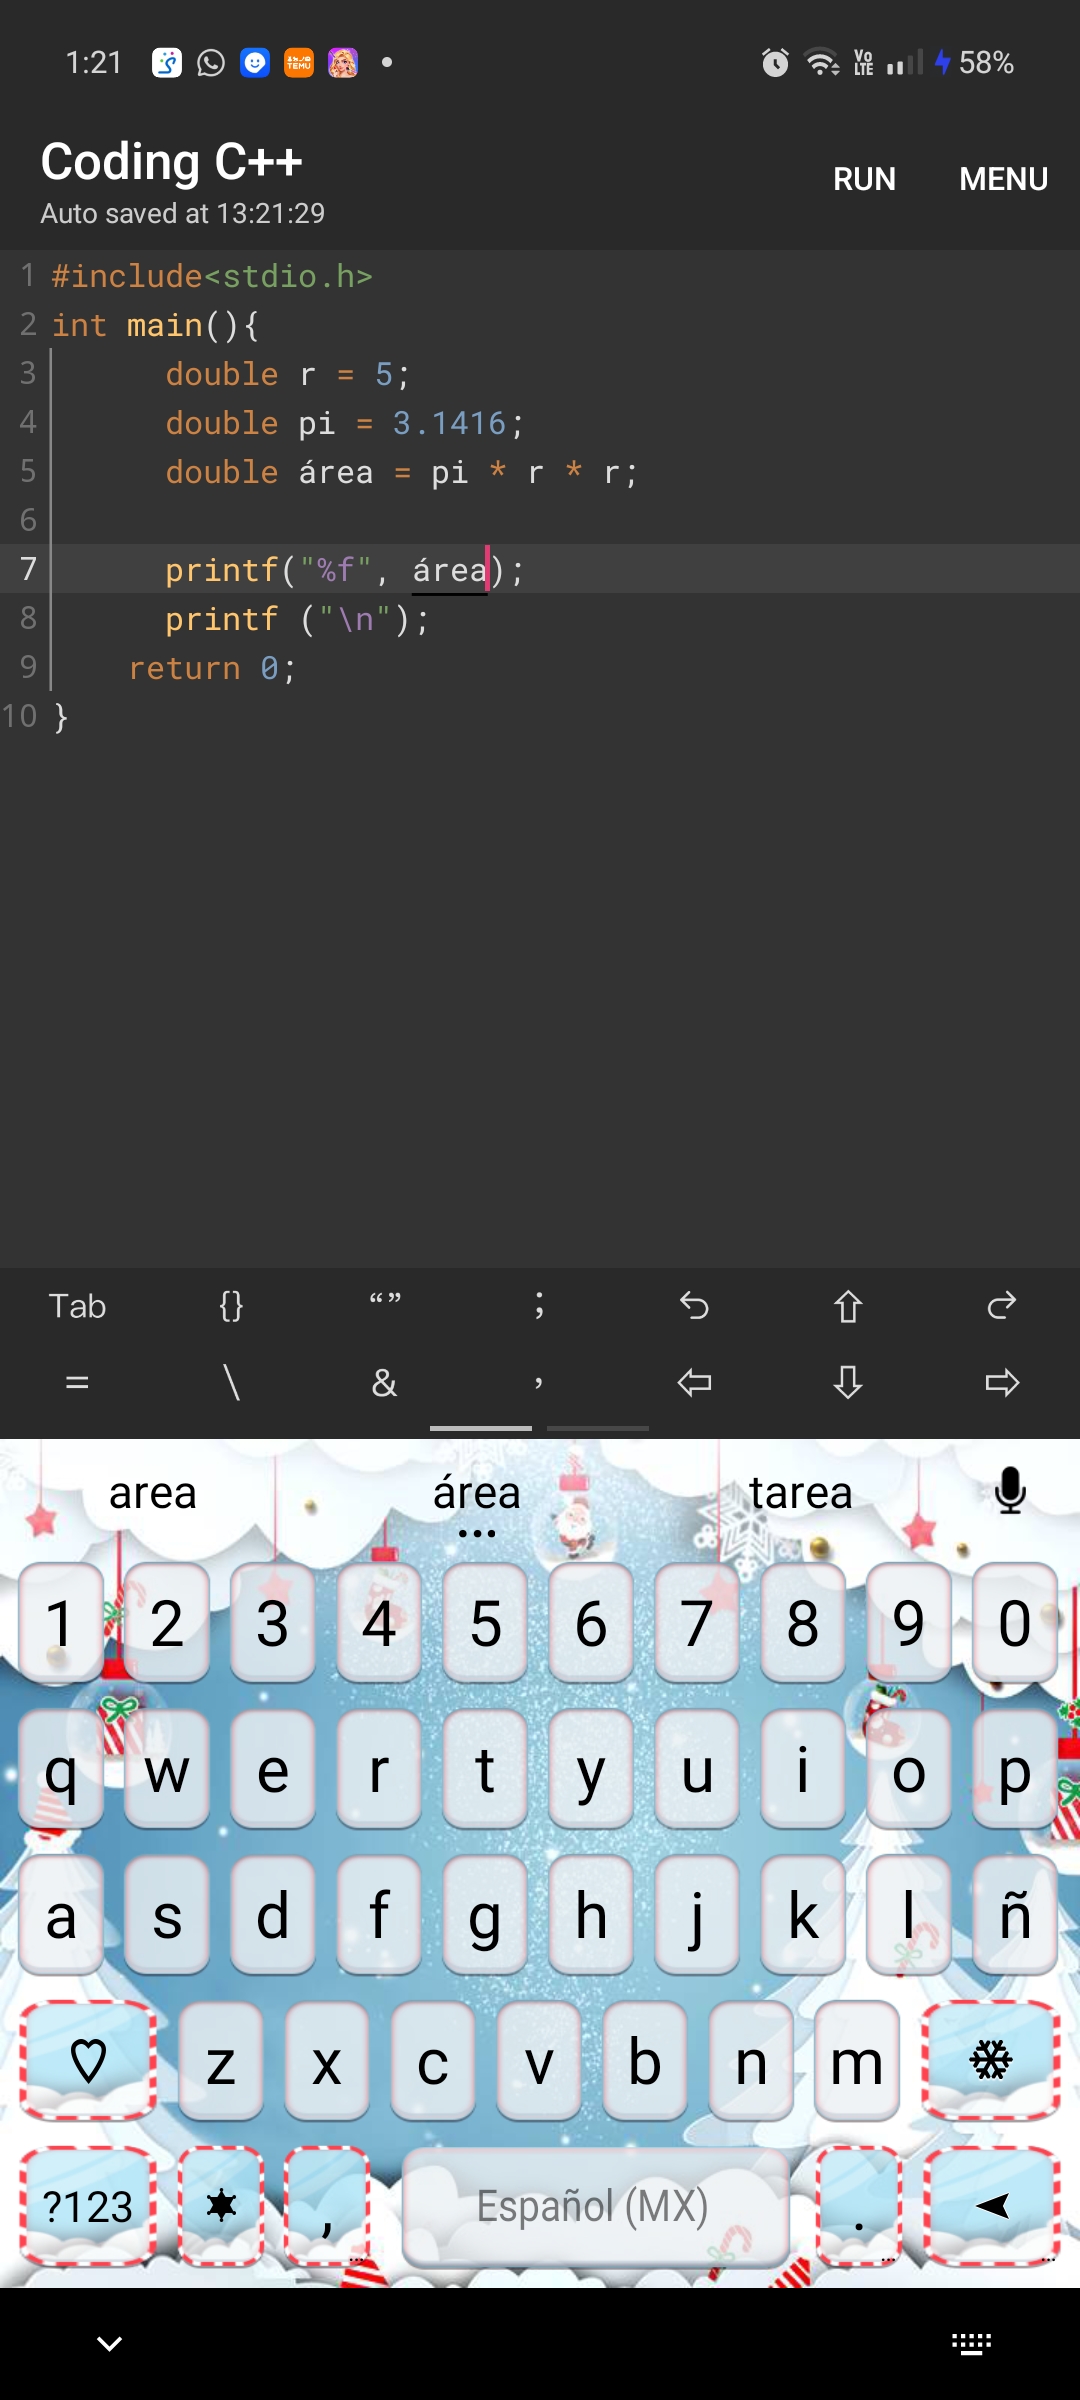 1:21 58%
Coding C++
RUN MENU
Auto saved at 13:21:29
1 #include<stdio.h>
2 int main(){
3 double r = 5;
4 double pi = 3.1416;
5 double área = pi * r * r;
6
7 printf("%f", área);
8 printf ("\n");
9 return 0;
10 }
Tab {} “” ;
= \ & ,
area área tarea
1 2 3 4 5 6 7 8 9 0
q w e r t y u i o p
a s d f g h j k l ñ
z x c v b n m
?123 , Español (MX) .